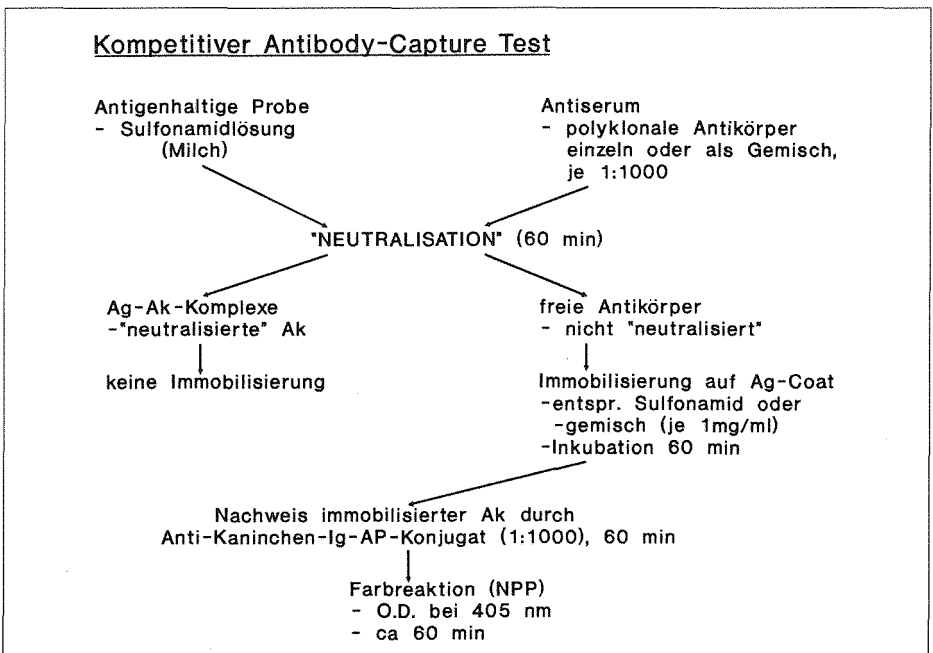 Kompetitiver Antibody-Capture Test
Antigenhaltige Probe
- Sulfonamidlösung
(Milch)
Antiserum
- polyklonale Antikörper
einzeln oder als Gemisch,
je 1:1000
"NEUTRALISATION" (60 min)
Ag-Ak-Komplexe
-"neutralisierte" Ak
keine Immobilisierung
freie Antikörper
- nicht "neutralisiert"
Immobilisierung auf Ag-Coat
-entspr. Sulfonamid oder
-gemisch (je 1mg/ml)
-Inkubation 60 min
Nachweis immobilisierter Ak durch
Anti-Kaninchen-Ig-AP-Konjugat (1:1000), 60 min
Farbreaktion (NPP)
- O.D. bei 405 nm
- ca 60 min